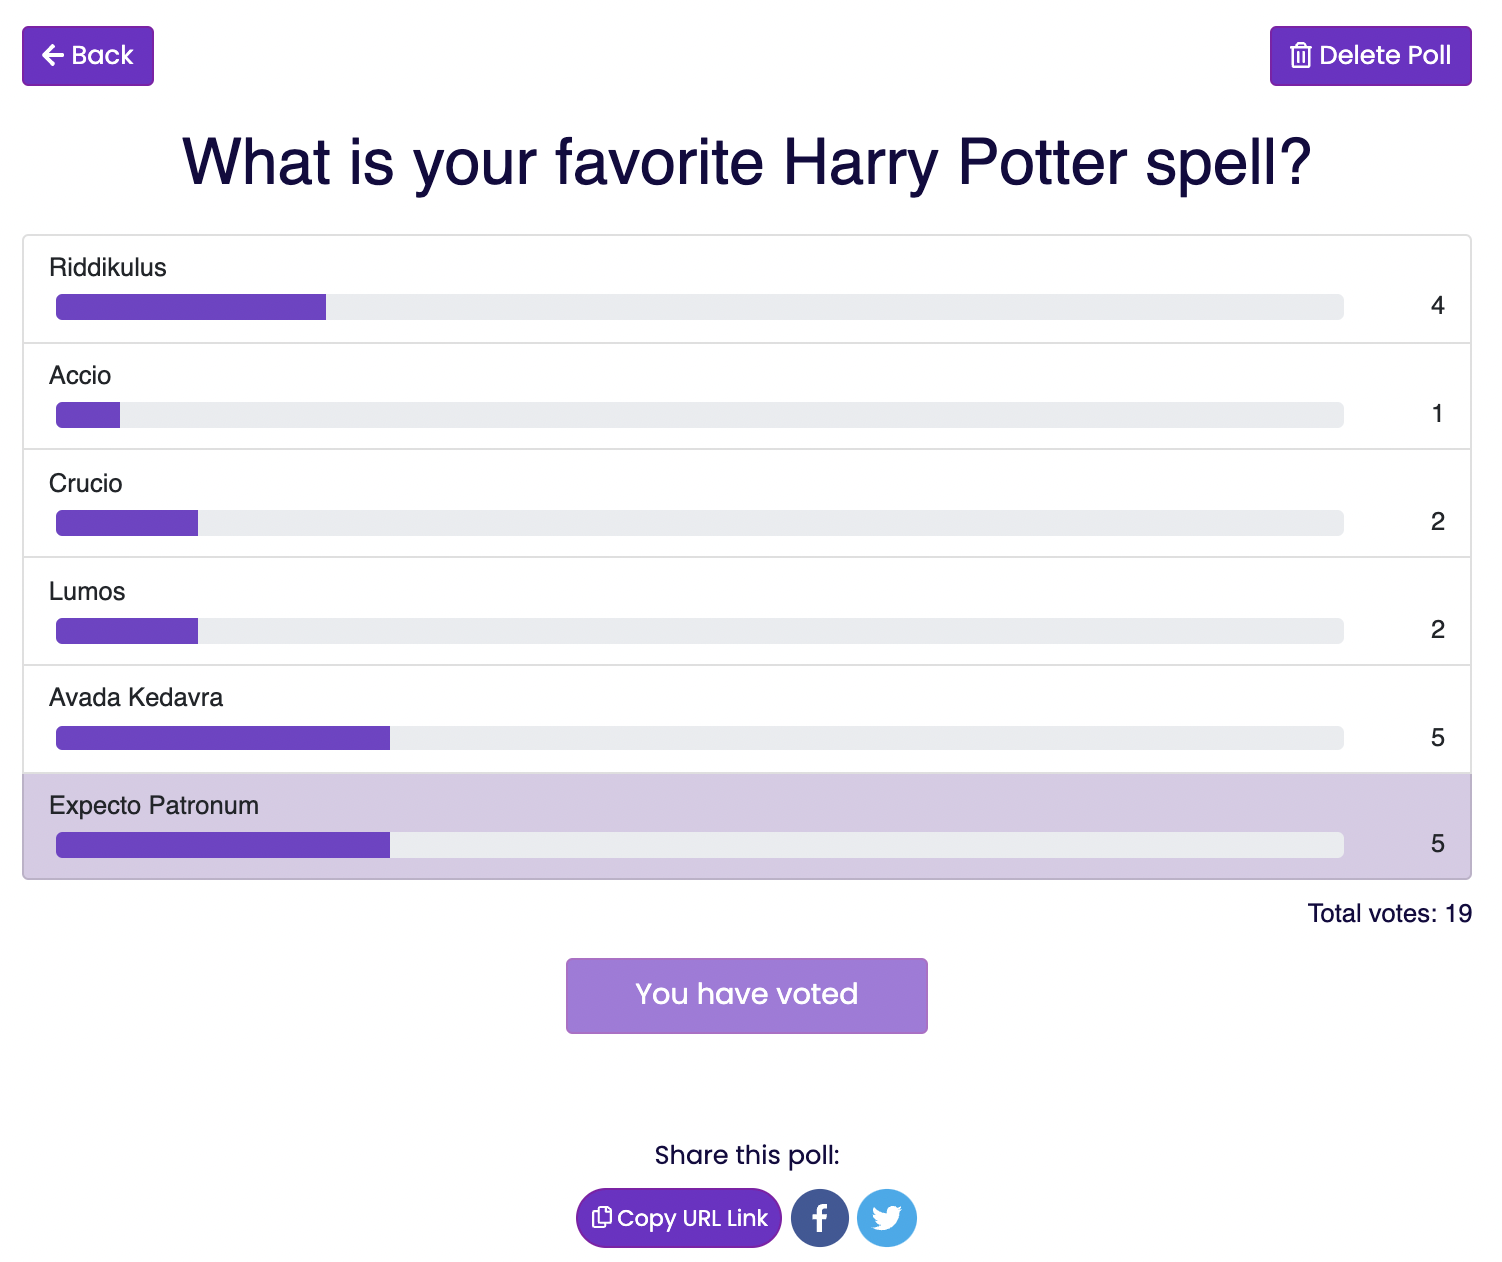 Back
Delete Poll
What is your favorite Harry Potter spell?
Riddikulus
4
Accio
1
Crucio
2
Lumos
2
Avada Kedavra
5
Expecto Patronum
5
Total votes: 19
You have voted
Share this poll:
Copy URL Link